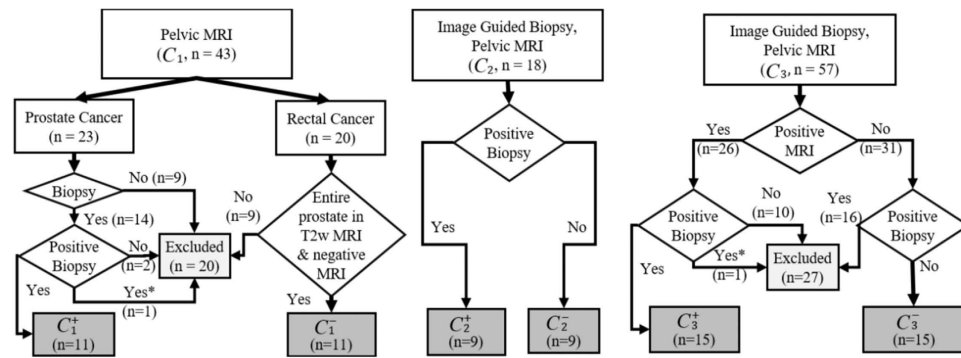 Pelvic MRI
(C₁, n = 43)
Prostate Cancer
(n = 23)
Rectal Cancer
(n = 20)
Biopsy
No (n=9)
Yes (n=14)
Positive
Biopsy
No
(n=2)
Yes*
(n=1)
Yes
Excluded
(n = 20)
No
(n=9)
Entire
prostate in
T2w MRI
& negative
MRI
Yes
C₁⁺
(n=11)
C₁⁻
(n=11)
Image Guided Biopsy,
Pelvic MRI
(C₂, n = 18)
Positive
Biopsy
Yes
No
C₂⁺
(n=9)
C₂⁻
(n=9)
Image Guided Biopsy,
Pelvic MRI
(C₃, n = 57)
Positive
MRI
Yes
(n=26)
No
(n=31)
Positive
Biopsy
No
(n=10)
Yes*
(n=1)
Yes
Excluded
(n=27)
Yes
(n=16)
Positive
Biopsy
No
C₃⁺
(n=15)
C₃⁻
(n=15)